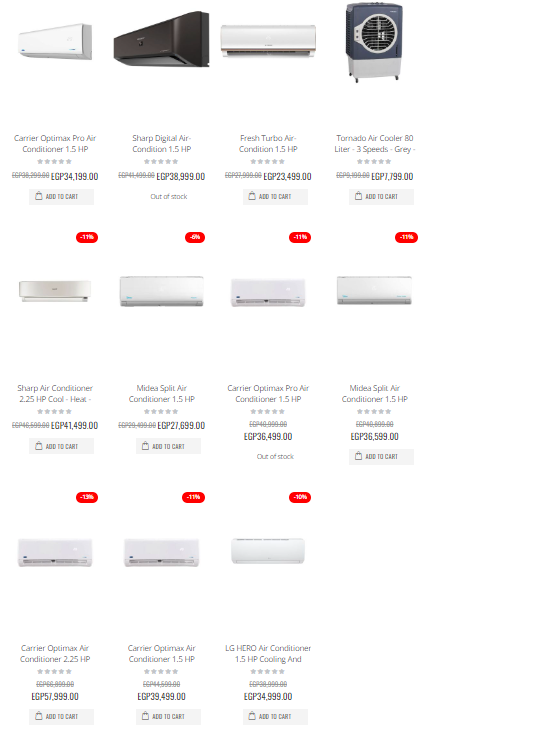 Carrier Optimax Pro Air
Conditioner 1.5 HP
EGP38,299.00 EGP34,199.00
ADD TO CART
Sharp Digital Air-
Condition 1.5 HP
EGP41,499.00 EGP38,999.00
Out of stock
Fresh Turbo Air-
Condition 1.5 HP
EGP27,999.00 EGP23,499.00
ADD TO CART
Tornado Air Cooler 80
Liter - 3 Speeds - Grey -
EGP9,199.00 EGP7,799.00
ADD TO CART
-11%
Sharp Air Conditioner
2.25 HP Cool - Heat -
EGP46,599.00 EGP41,499.00
ADD TO CART
-6%
Midea Split Air
Conditioner 1.5 HP
EGP29,499.00 EGP27,699.00
ADD TO CART
-11%
Carrier Optimax Pro Air
Conditioner 1.5 HP
EGP40,999.00
EGP36,499.00
Out of stock
-11%
Midea Split Air
Conditioner 1.5 HP
EGP40,899.00
EGP36,599.00
ADD TO CART
-13%
Carrier Optimax Air
Conditioner 2.25 HP
EGP66,899.00
EGP57,999.00
ADD TO CART
-11%
Carrier Optimax Air
Conditioner 1.5 HP
EGP44,599.00
EGP39,499.00
ADD TO CART
-10%
LG HERO Air Conditioner
1.5 HP Cooling And
EGP38,999.00
EGP34,999.00
ADD TO CART